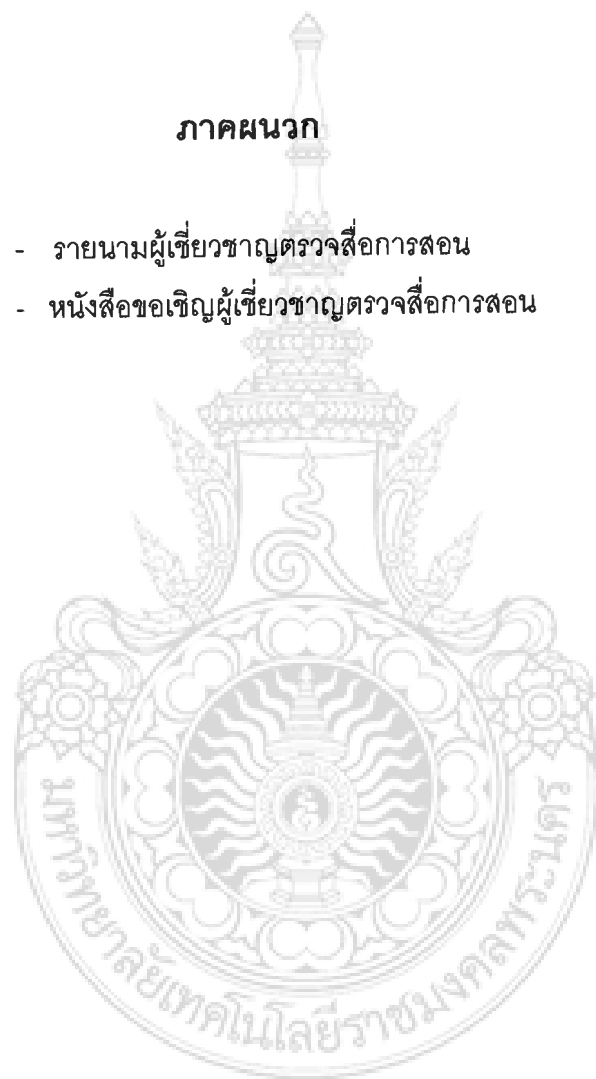 ภาคผนวก
- รายนามผู้เชี่ยวชาญตรวจสื่อการสอน
- หนังสือขอเชิญผู้เชี่ยวชาญตรวจสื่อการสอน
มหาวิทยาลัยเทคโนโลยีราชมงคลพระนคร